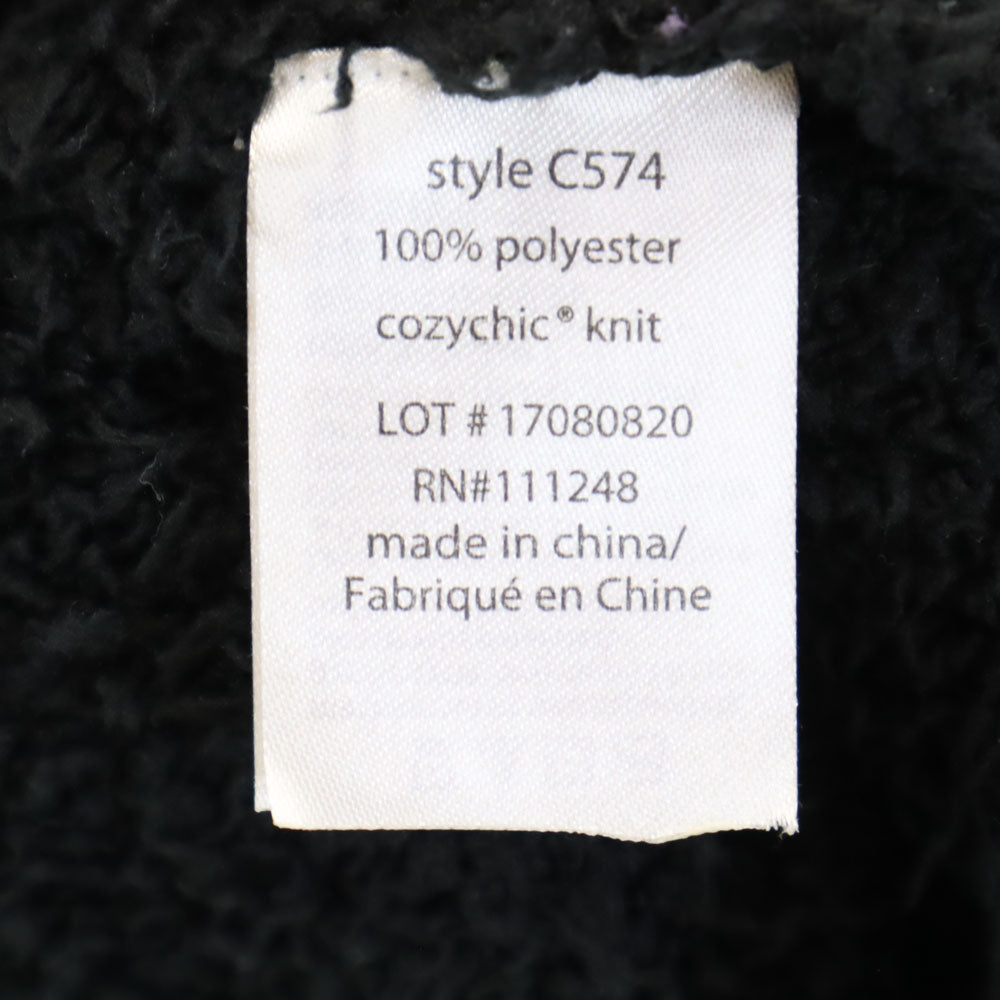 style C574
100% polyester
cozychic® knit
LOT # 17080820
RN#111248
made in china/
Fabriqué en Chine